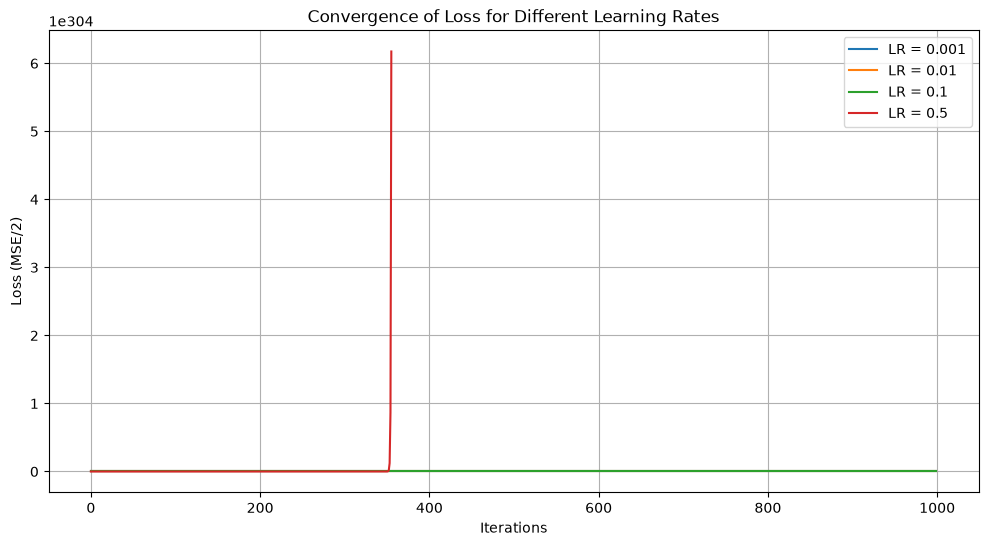 Convergence of Loss for Different Learning Rates
1e304
6
5
4
3
2
1
0
Loss (MSE/2)
0 200 400 600 800 1000
Iterations
LR = 0.001
LR = 0.01
LR = 0.1
LR = 0.5